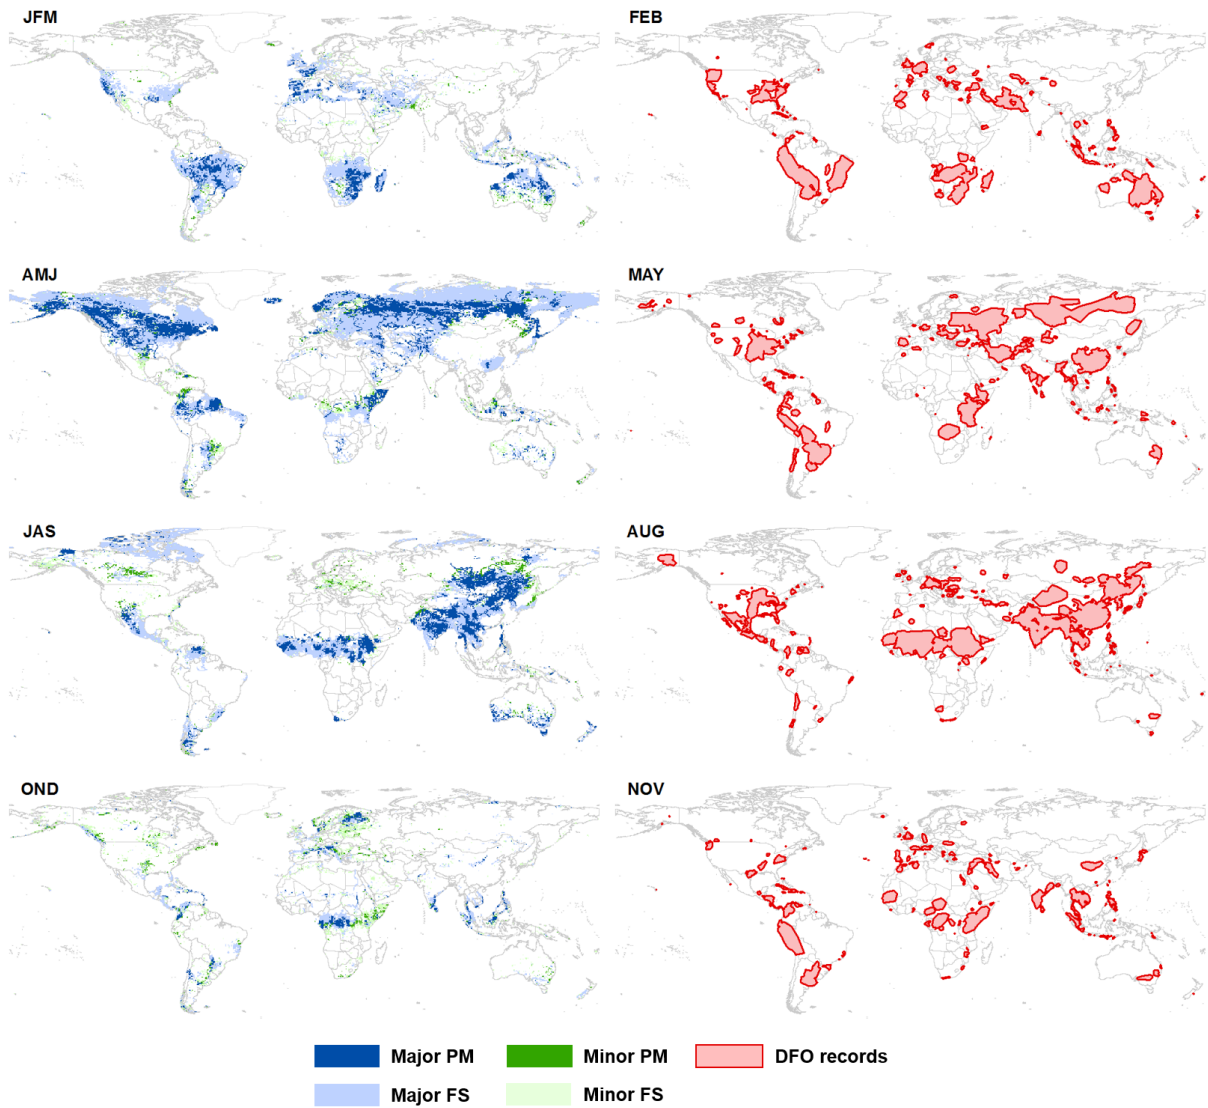 JFM
FEB
AMJ
MAY
JAS
AUG
OND
NOV
Major PM
Minor PM
DFO records
Major FS
Minor FS